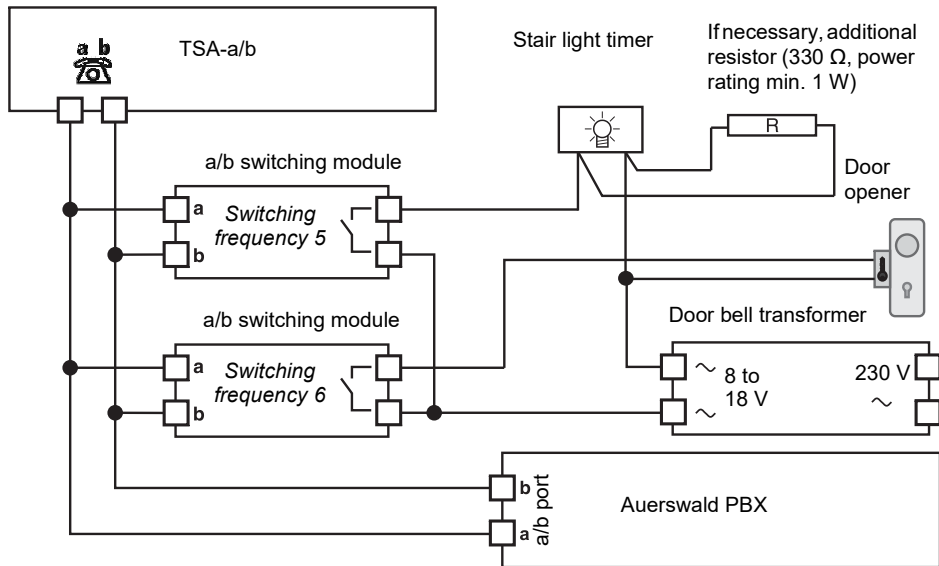 a b
TSA-a/b
Stair light timer
If necessary, additional
resistor (330 Ω, power
rating min. 1 W)
R
a/b switching module
a
Switching
frequency 5
b
Door
opener
a/b switching module
a
Switching
frequency 6
b
Door bell transformer
8 to
18 V
230 V
b
a
a/b port
Auerswald PBX